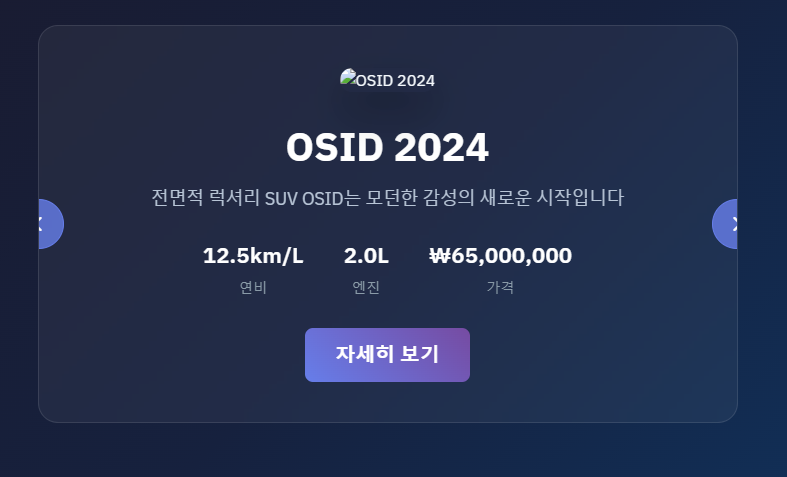 OSID 2024
OSID 2024
전면적 럭셔리 SUV OSID는 모던한 감성의 새로운 시작입니다
12.5km/L 2.0L ₩65,000,000
연비 엔진 가격
자세히 보기